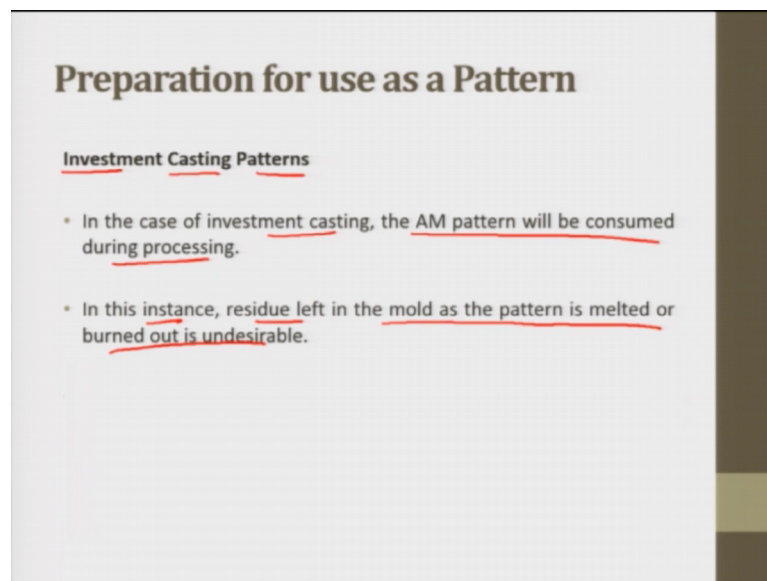 Preparation for use as a Pattern
Investment Casting Patterns
• In the case of investment casting, the AM pattern will be consumed
during processing.
• In this instance, residue left in the mold as the pattern is melted or
burned out is undesirable.